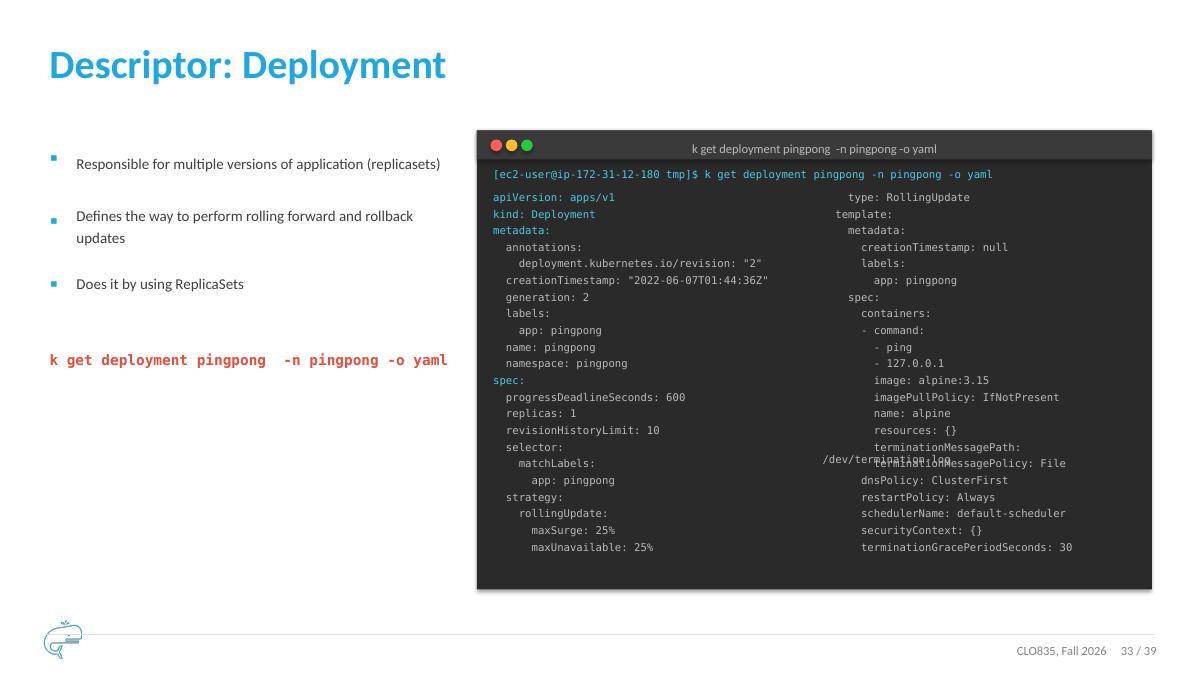 Descriptor: Deployment
Responsible for multiple versions of application (replicasets)
Defines the way to perform rolling forward and rollback
updates
Does it by using ReplicaSets
k get deployment pingpong  -n pingpong -o yaml
k get deployment pingpong  -n pingpong -o yaml
[ec2-user@ip-172-31-12-180 tmp]$ k get deployment pingpong -n pingpong -o yaml
apiVersion: apps/v1
kind: Deployment
metadata:
  annotations:
    deployment.kubernetes.io/revision: "2"
  creationTimestamp: "2022-06-07T01:44:36Z"
  generation: 2
  labels:
    app: pingpong
  name: pingpong
  namespace: pingpong
spec:
  progressDeadlineSeconds: 600
  replicas: 1
  revisionHistoryLimit: 10
  selector:
    matchLabels:
      app: pingpong
  strategy:
    rollingUpdate:
      maxSurge: 25%
      maxUnavailable: 25%
    type: RollingUpdate
  template:
    metadata:
      creationTimestamp: null
      labels:
        app: pingpong
    spec:
      containers:
      - command:
        - ping
        - 127.0.0.1
        image: alpine:3.15
        imagePullPolicy: IfNotPresent
        name: alpine
        resources: {}
        terminationMessagePath:
/dev/termination-log
        terminationMessagePolicy: File
      dnsPolicy: ClusterFirst
      restartPolicy: Always
      schedulerName: default-scheduler
      securityContext: {}
      terminationGracePeriodSeconds: 30
CLO835, Fall 2026    33 / 39